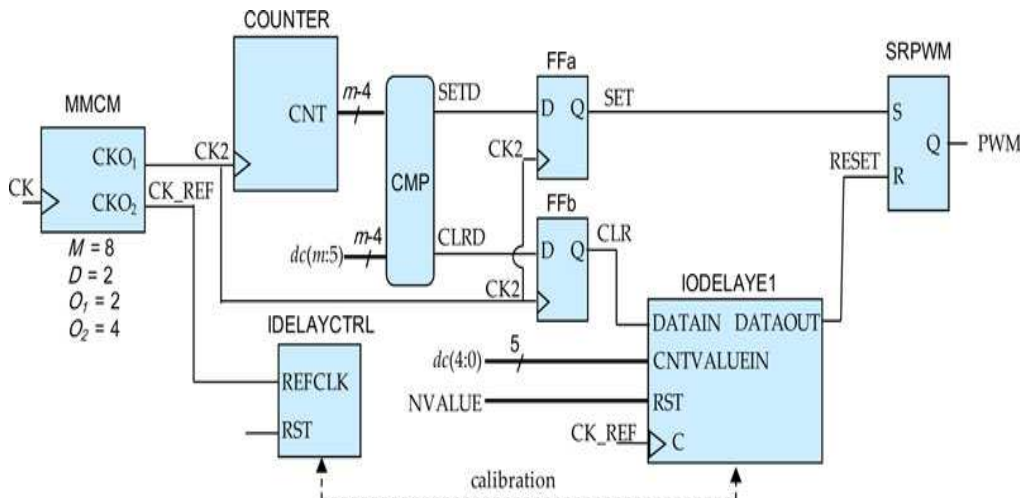 COUNTER
CNT
m-4
MMCM
CKO1
CKO2
CK
CK2
CK_REF
M = 8
D = 2
O1 = 2
O2 = 4
CMP
SETD
CLRD
m-4
dc(m:5)
CK2
FFa
D Q
SET
CK2
FFb
D Q
CLR
SRPWM
S
R
Q
PWM
RESET
IDELAYCTRL
REFCLK
RST
IODELAYE1
DATAIN DATAOUT
CNTVALUEIN
RST
C
5
dc(4:0)
NVALUE
CK_REF
calibration